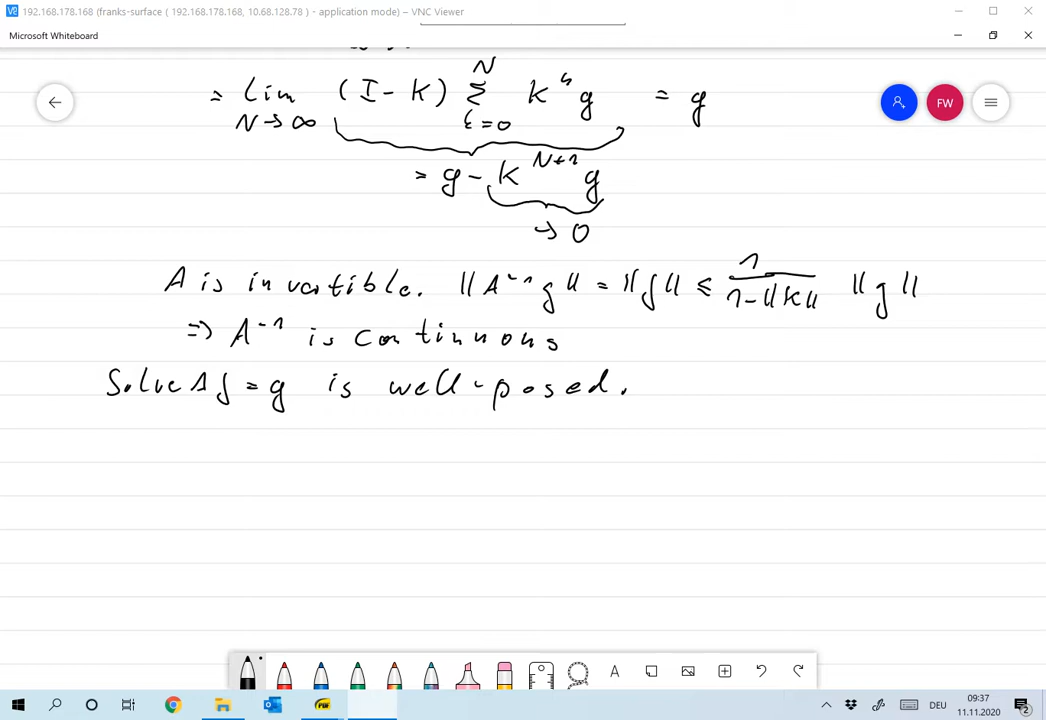 192.168.178.168 (franks-surface ( 192.168.178.168, 10.68.128.78 ) - application mode) – VNC Viewer
Microsoft Whiteboard
= lim (I - K) Σ K^i g = g
N→∞ i=0 N
= g - K^{N+1} g
→ 0
A is invertible. ||A^{-1} g|| = ||f|| ≤ 1/(1-||K||) ||g||
=> A^{-1} is continuous
Solve Af = g is well-posed.
FW
A
DEU
09:37
11.11.2020
2